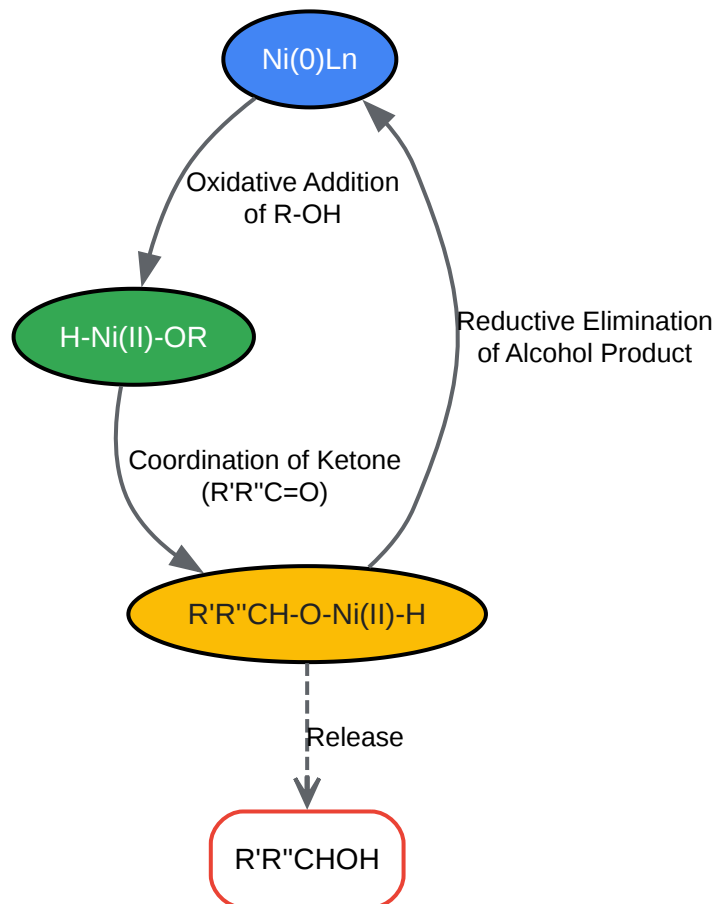 Ni(0)Ln
Oxidative Addition
of R-OH
H-Ni(II)-OR
Reductive Elimination
of Alcohol Product
Coordination of Ketone
(R'R"C=O)
R'R"CH-O-Ni(II)-H
Release
R'R"CHOH